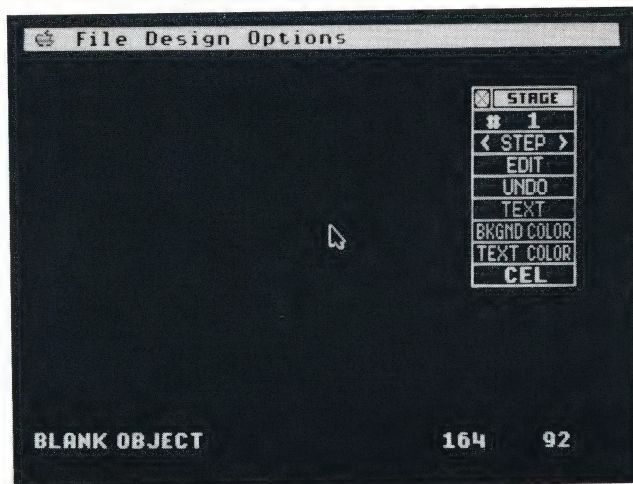 File Design Options
STAGE
# 1
< STEP >
EDIT
UNDO
TEXT
BKGND COLOR
TEXT COLOR
CEL
BLANK OBJECT 164 92